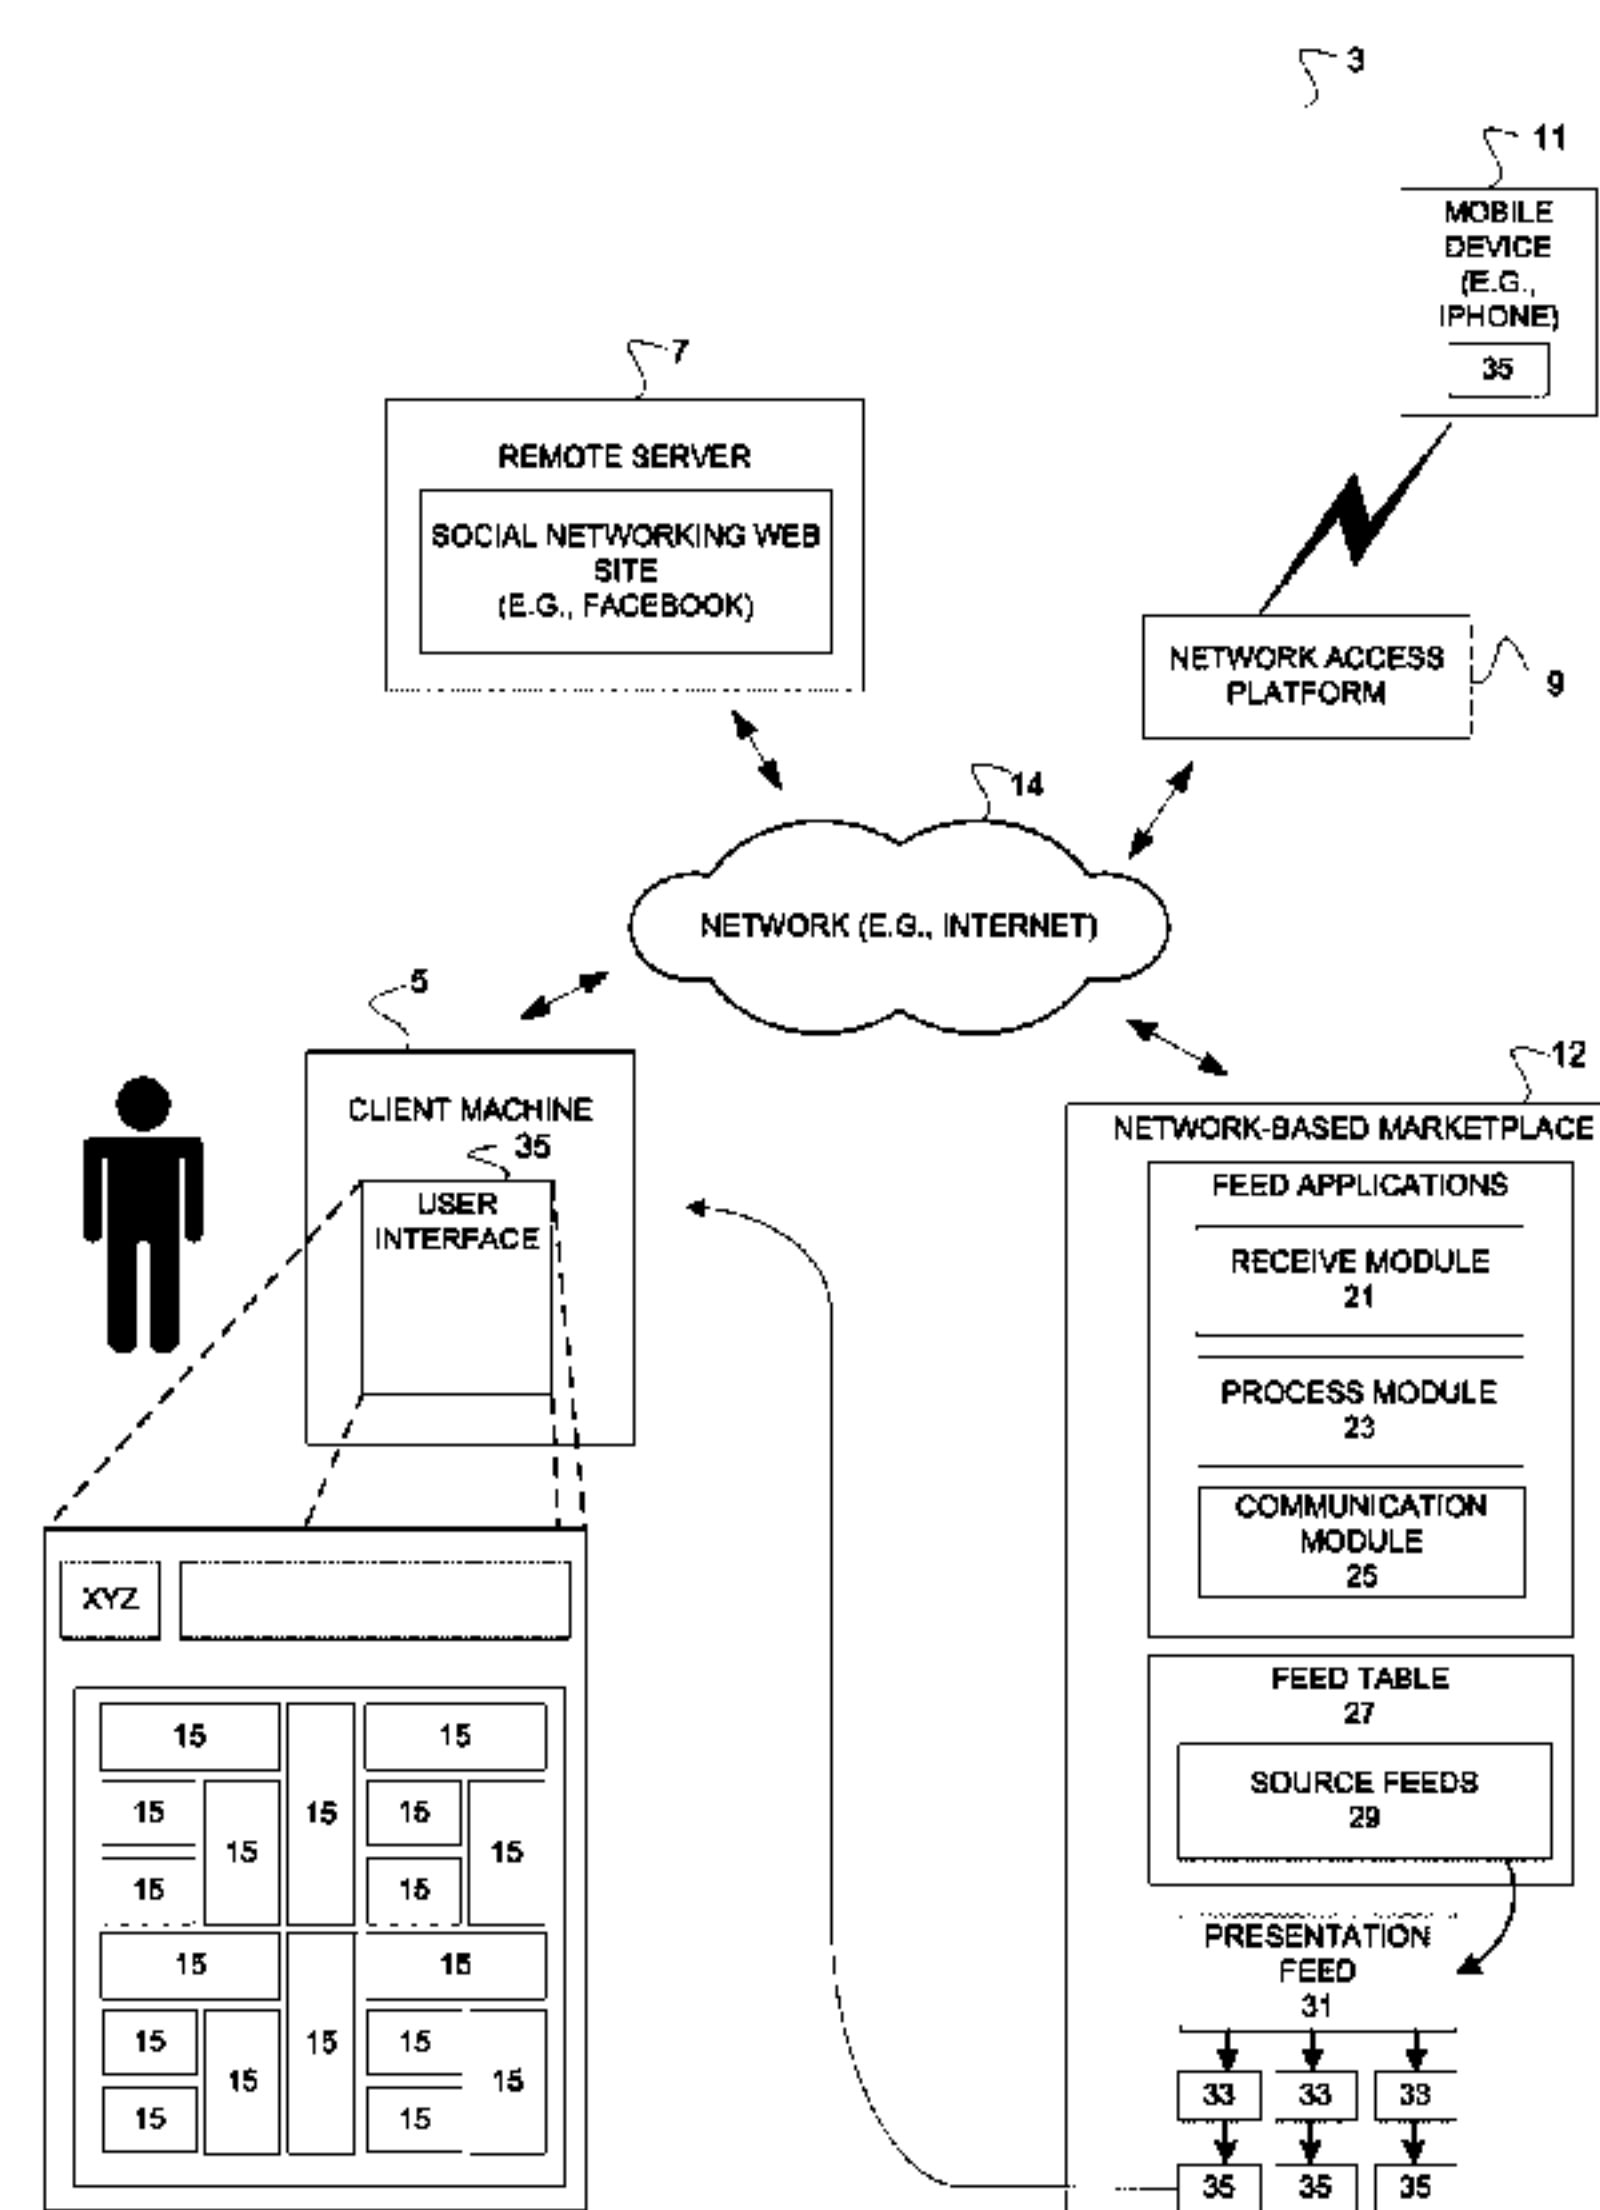 3
11
MOBILE
DEVICE
(E.G.,
IPHONE)
35
7
REMOTE SERVER
SOCIAL NETWORKING WEB
SITE
(E.G., FACEBOOK)
NETWORK ACCESS
PLATFORM
9
14
NETWORK (E.G., INTERNET)
5
CLIENT MACHINE
35
USER
INTERFACE
12
NETWORK-BASED MARKETPLACE
FEED APPLICATIONS
RECEIVE MODULE
21
PROCESS MODULE
23
COMMUNICATION
MODULE
25
FEED TABLE
27
SOURCE FEEDS
29
PRESENTATION
FEED
31
33 33 33
35 35 35
XYZ
15 15
15 15 15
15 15
15 15
15 15
15 15 15
15 15
15 15